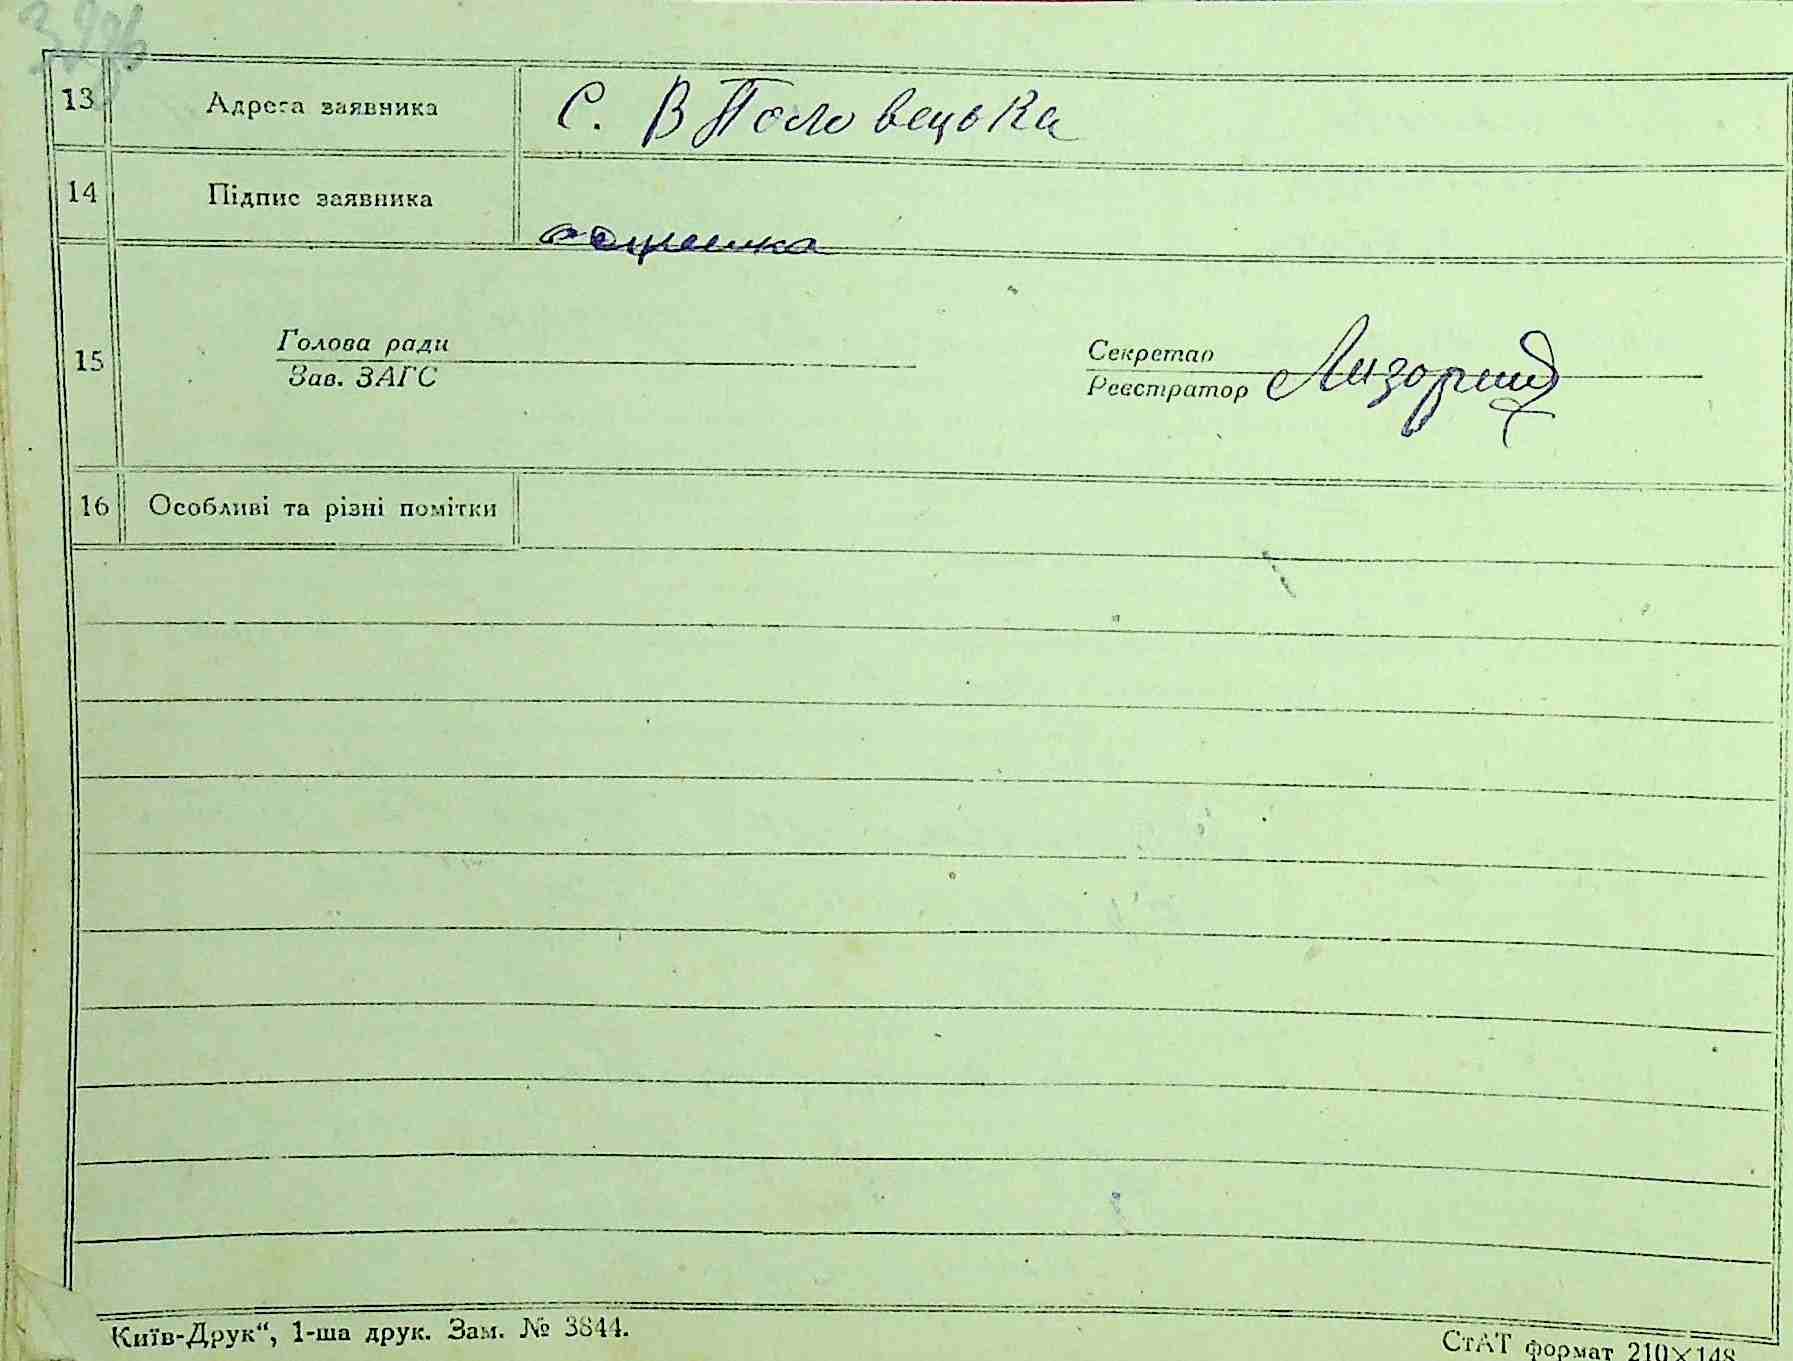 13 Адреса заявника С. В Половецька
14 Підпис заявника
15 Голова ради
Зав. ЗАГС
Секретар
Реєстратор
16 Особливі та різні помітки
Київ-Друк“, 1-ша друк. Зам. № 3844.
СтАТ формат 210×148